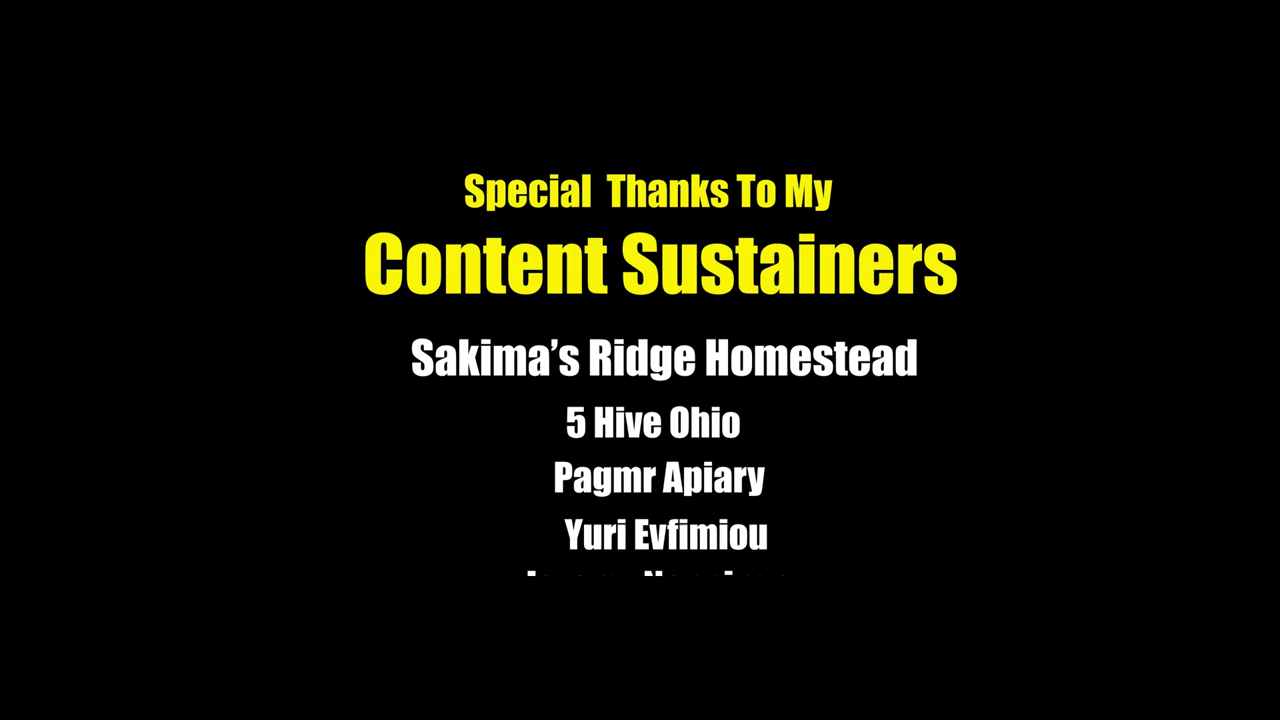 Special  Thanks To My
Content Sustainers
Sakima’s Ridge Homestead
5 Hive Ohio
Pagmr Apiary
Yuri Evfimiou